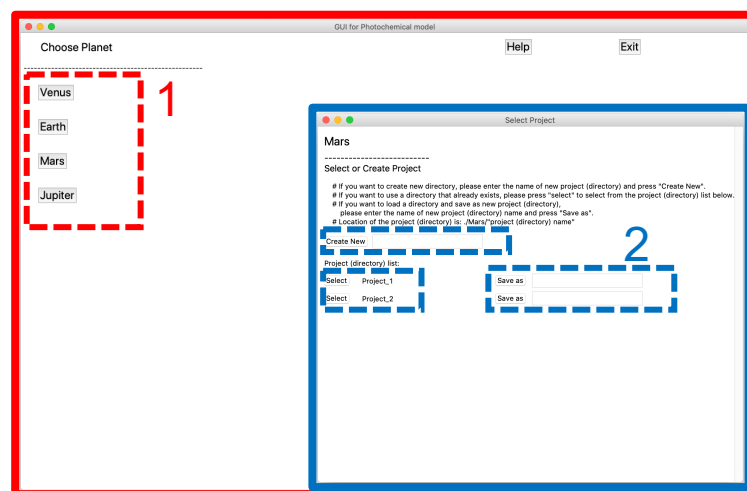 GUI for Photochemical model
Choose Planet
Help
Exit
--------------------------------------------------
1
Venus
Earth
Mars
Jupiter
Select Project
Mars
--------------------------
Select or Create Project
# If you want to create new directory, please enter the name of new project (directory) and press "Create New".
# If you want to use a directory that already exists, please press "select" to select from the project (directory) list below.
# If you want to load a directory and save as new project (directory),
please enter the name of new project (directory) name and press "Save as".
# Location of the project (directory) is: ./Mars/"project (directory) name"
2
Create New
Project (directory) list:
Select Project_1 Save as
Select Project_2 Save as